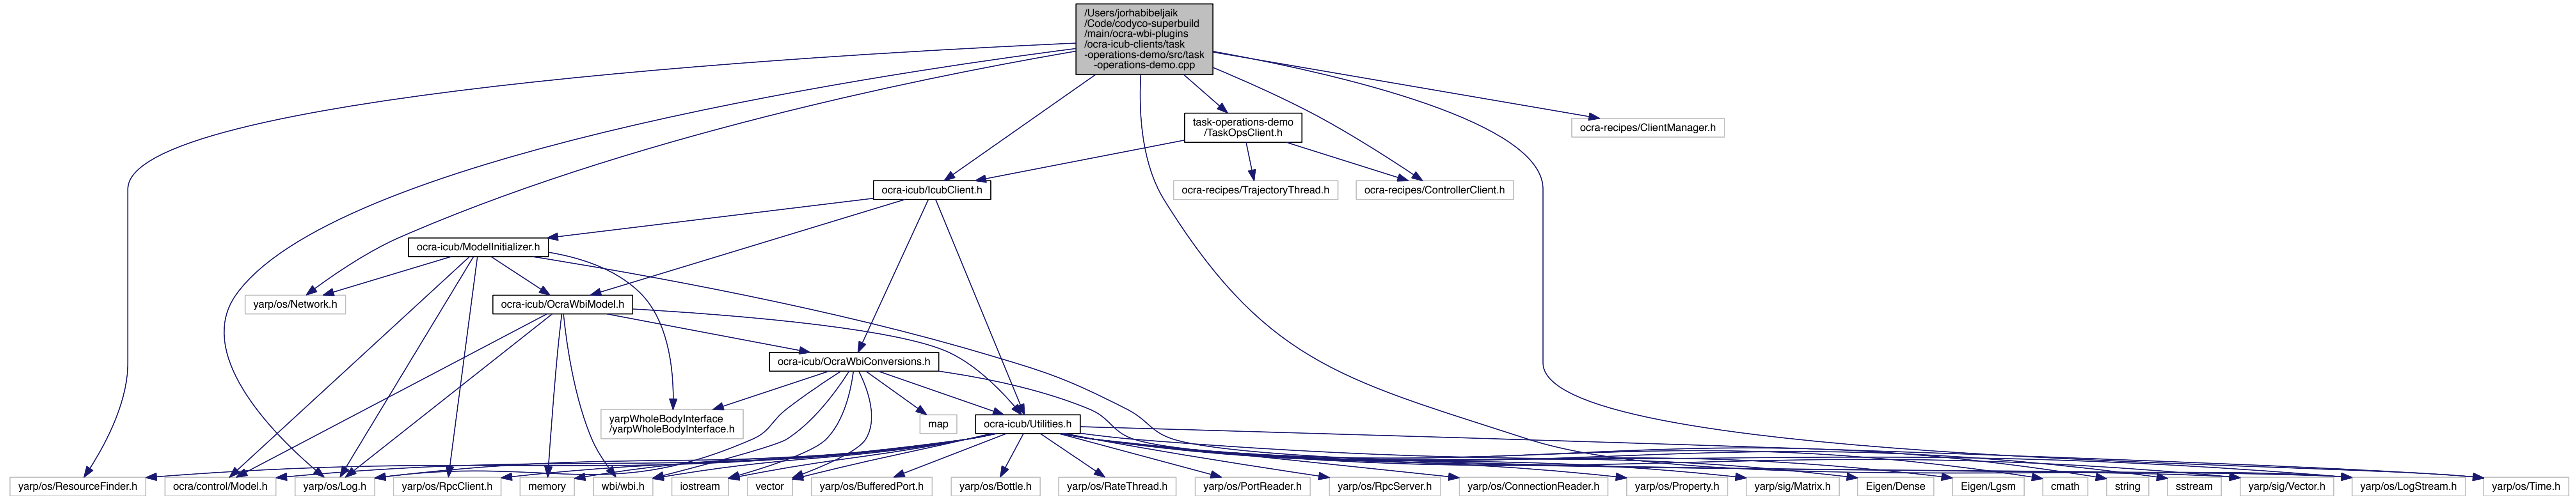 /Users/jorhabibeljaik
/Code/codyco-superbuild
/main/ocra-wbi-plugins
/ocra-icub-clients/task
-operations-demo/src/task
-operations-demo.cpp
task-operations-demo
/TaskOpsClient.h
ocra-recipes/ClientManager.h
ocra-icub/IcubClient.h
ocra-recipes/TrajectoryThread.h
ocra-recipes/ControllerClient.h
ocra-icub/ModelInitializer.h
yarp/os/Network.h
ocra-icub/OcraWbiModel.h
ocra-icub/OcraWbiConversions.h
yarpWholeBodyInterface
/yarpWholeBodyInterface.h
map
ocra-icub/Utilities.h
yarp/os/ResourceFinder.h
ocra/control/Model.h
yarp/os/Log.h
yarp/os/RpcClient.h
memory
wbi/wbi.h
iostream
vector
yarp/os/BufferedPort.h
yarp/os/Bottle.h
yarp/os/RateThread.h
yarp/os/PortReader.h
yarp/os/RpcServer.h
yarp/os/ConnectionReader.h
yarp/os/Property.h
yarp/sig/Matrix.h
Eigen/Dense
Eigen/Lgsm
cmath
string
sstream
yarp/sig/Vector.h
yarp/os/LogStream.h
yarp/os/Time.h